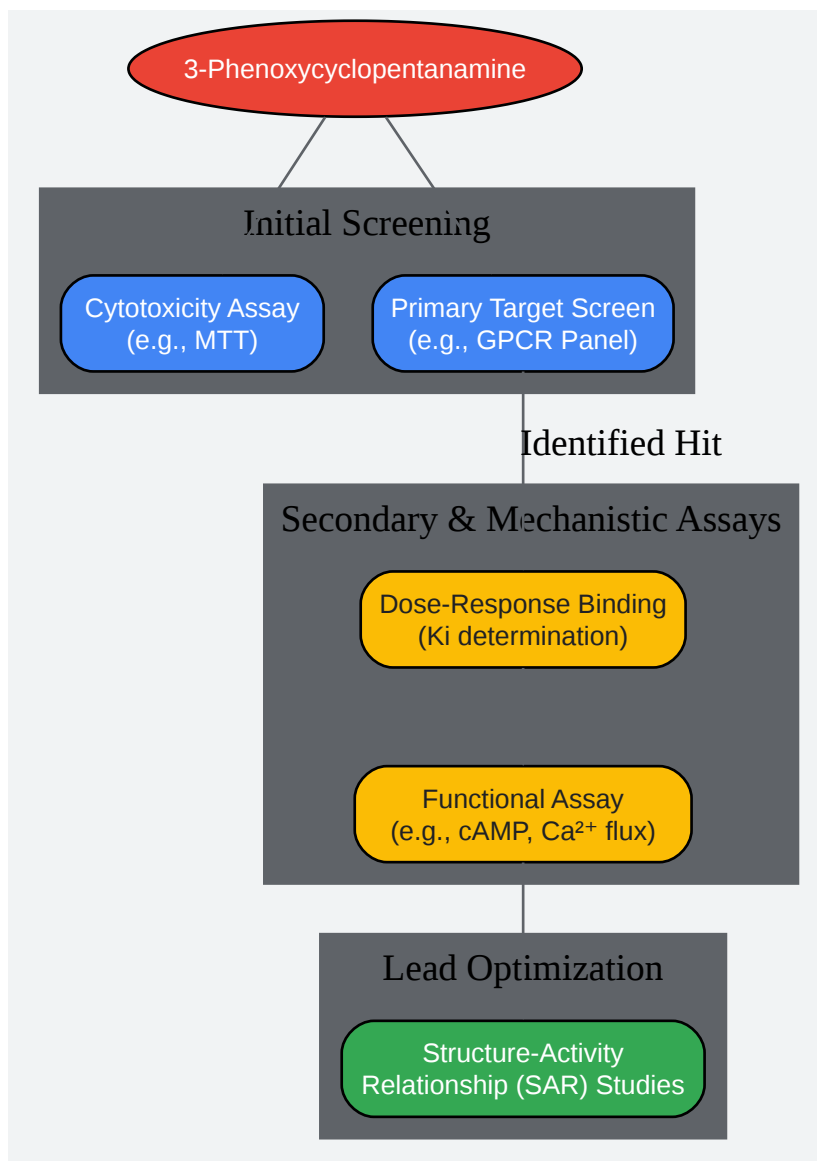 3-Phenoxycyclopentanamine
Initial Screening
Cytotoxicity Assay
(e.g., MTT)
Primary Target Screen
(e.g., GPCR Panel)
Identified Hit
Secondary & Mechanistic Assays
Dose-Response Binding
(Ki determination)
Functional Assay
(e.g., cAMP, Ca²⁺ flux)
Lead Optimization
Structure-Activity
Relationship (SAR) Studies